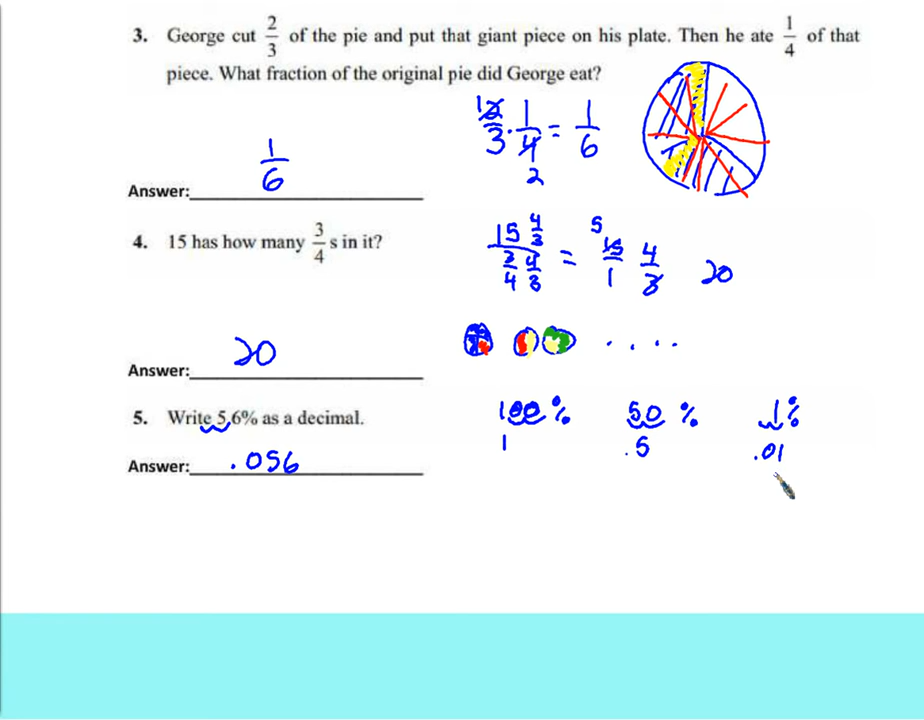 3. George cut 2/3 of the pie and put that giant piece on his plate. Then he ate 1/4 of that
piece. What fraction of the original pie did George eat?
2/3 · 1/4 = 1/6
1
2
Answer: 1/6
4. 15 has how many 3/4 s in it?
15 4/3
3/4 4/3
= 15/1 4/3 20
5
Answer: 20
. . . .
5. Write 5.6% as a decimal.
100% 50% 1%
1 .5 .01
Answer: .056